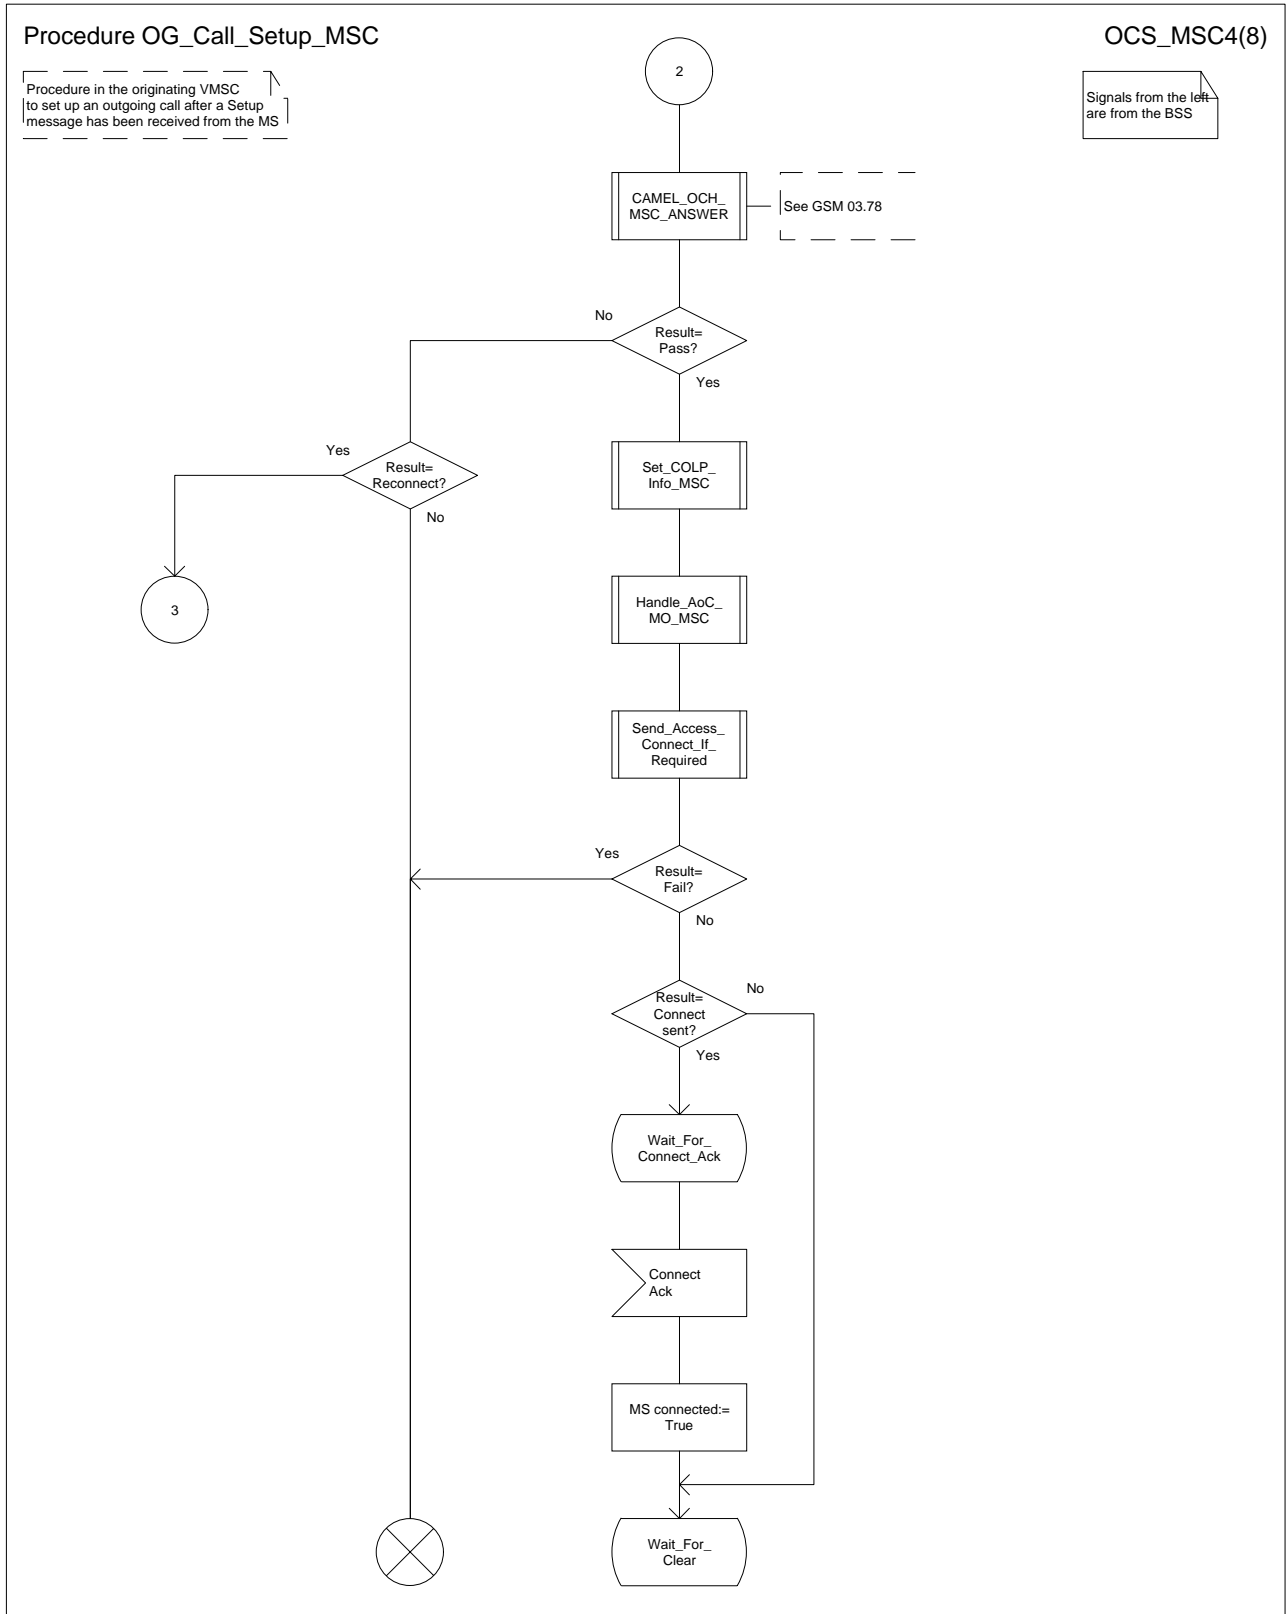 Procedure OG_Call_Setup_MSC
OCS_MSC4(8)
Procedure in the originating VMSC
to set up an outgoing call after a Setup
message has been received from the MS
2
Signals from the left
are from the BSS
CAMEL_OCH_
MSC_ANSWER
See GSM 03.78
No
Result=
Pass?
Yes
Yes
Result=
Reconnect?
No
Set_COLP_
Info_MSC
3
Handle_AoC_
MO_MSC
Send_Access_
Connect_If_
Required
Yes
Result=
Fail?
No
Result=
Connect
sent?
No
Yes
Wait_For_
Connect_Ack
Connect
Ack
MS connected:=
True
Wait_For_
Clear